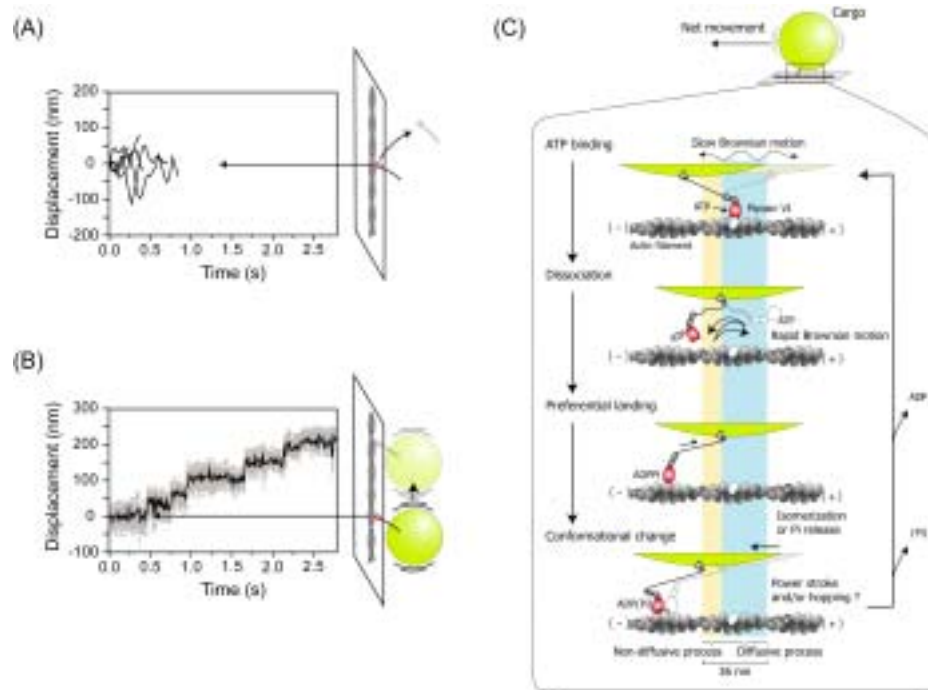 (A)
Displacement (nm)
200
100
0
-100
-200
0.0 0.5 1.0 1.5 2.0 2.5
Time (s)
(B)
Displacement (nm)
300
200
100
0
-100
0.0 0.5 1.0 1.5 2.0 2.5
Time (s)
(C)
Cargo
Net movement
ATP binding
Slow Brownian motion
ATP
Myosin VI
(-) (+)
Actin filament
Dissociation
ATP
Rapid Brownian motion
(-) (+)
Preferential landing
ADP
(-) (+)
Isomerization
or Pi release
Conformational change
(Pi)
Power stroke
and/or hopping ?
(-) (+)
Non-diffusive process Diffusive process
36 nm